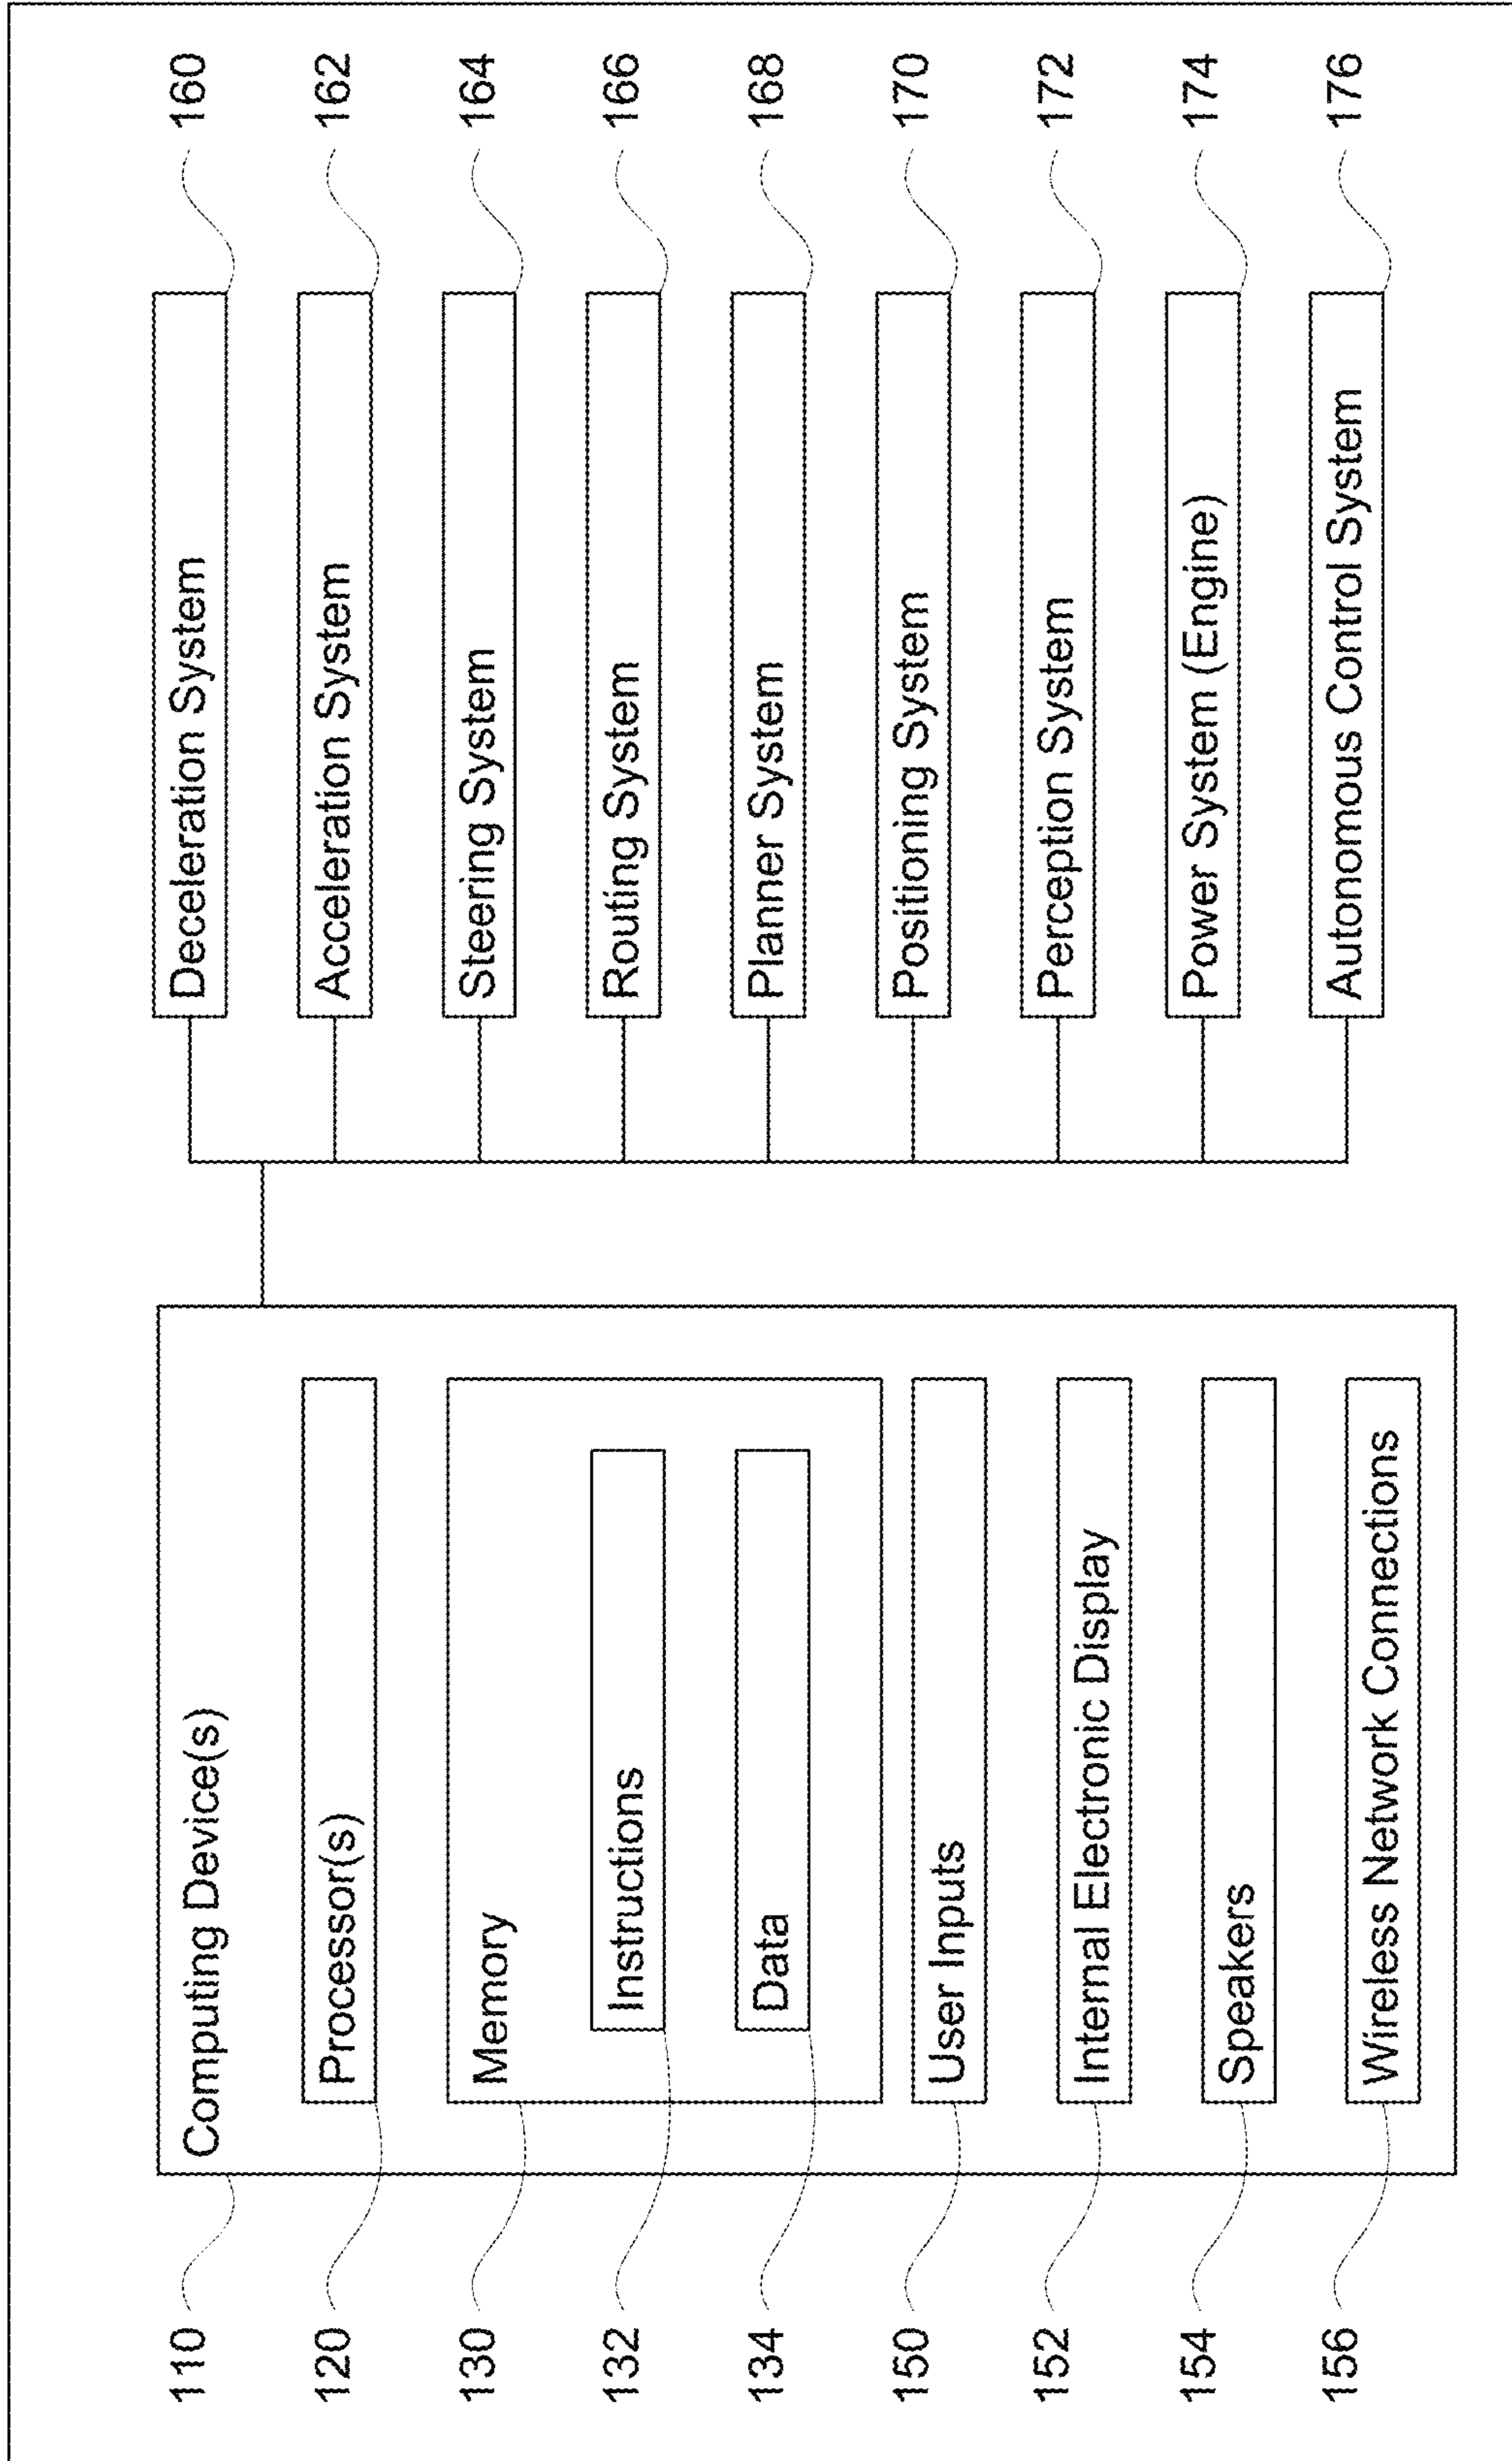 110
Computing Device(s)
120
Processor(s)
130
Memory
132
Instructions
134
Data
150
User Inputs
152
Internal Electronic Display
154
Speakers
156
Wireless Network Connections
Deceleration System
160
Acceleration System
162
Steering System
164
Routing System
166
Planner System
168
Positioning System
170
Perception System
172
Power System (Engine)
174
Autonomous Control System
176